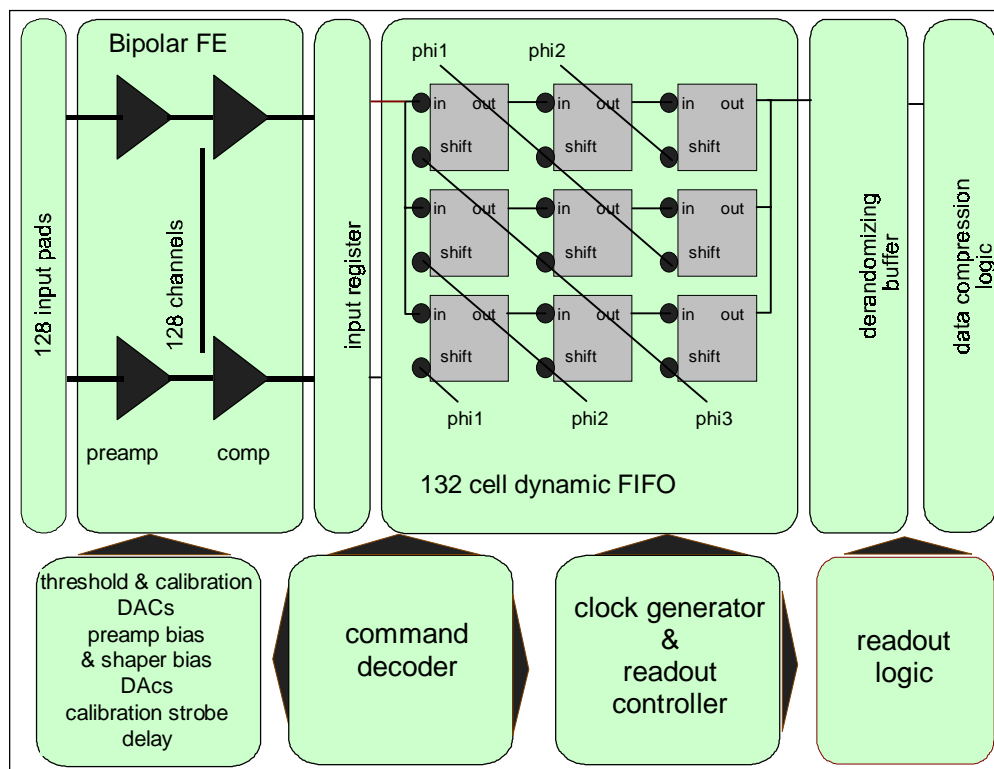 128 input pads
Bipolar FE
128 channels
preamp
comp
input register
phi1
phi2
in
out
shift
in
out
shift
in
out
shift
in
out
shift
in
out
shift
in
out
shift
in
out
shift
in
out
shift
in
out
shift
phi1
phi2
phi3
132 cell dynamic FIFO
derandomizing
buffer
data compression
logic
threshold & calibration
DACs
preamp bias
& shaper bias
DAcs
calibration strobe
delay
command
decoder
clock generator
&
readout
controller
readout
logic